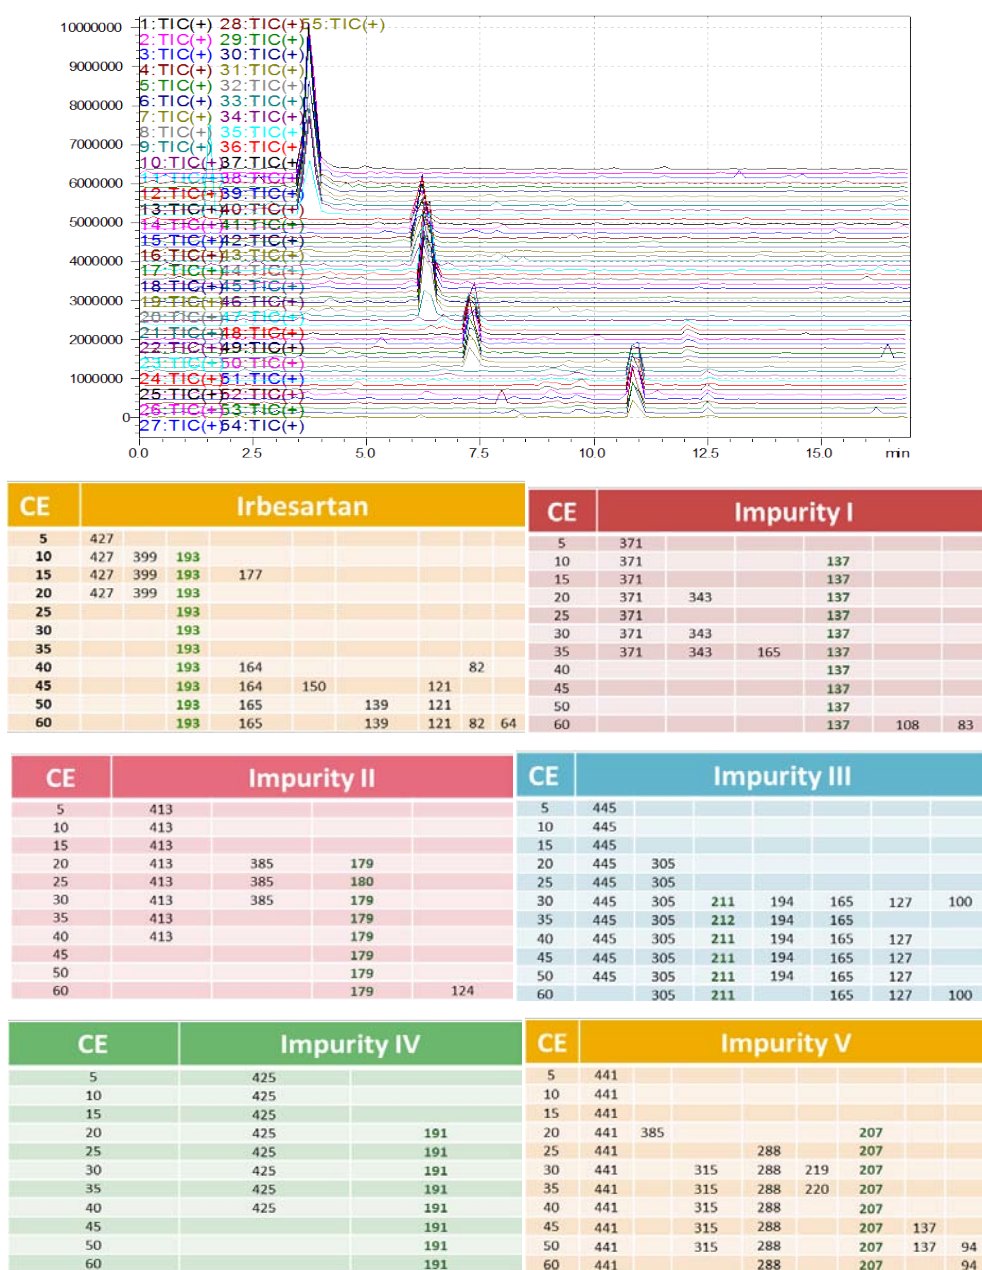 10000000 1:TIC(+) 28:TIC(+) 55:TIC(+)
2:TIC(+) 29:TIC(+)
9000000 3:TIC(+) 30:TIC(+)
4:TIC(+) 31:TIC(+)
5:TIC(+) 32:TIC(+)
8000000 6:TIC(+) 33:TIC(+)
7:TIC(+) 34:TIC(+)
8:TIC(+) 35:TIC(+)
7000000 9:TIC(+) 36:TIC(+)
10:TIC(+) 37:TIC(+)
11:TIC(+) 38:TIC(+)
6000000 12:TIC(+) 39:TIC(+)
13:TIC(+) 40:TIC(+)
5000000 14:TIC(+) 41:TIC(+)
15:TIC(+) 42:TIC(+)
16:TIC(+) 43:TIC(+)
4000000 17:TIC(+) 44:TIC(+)
18:TIC(+) 45:TIC(+)
3000000 19:TIC(+) 46:TIC(+)
20:TIC(+) 47:TIC(+)
21:TIC(+) 48:TIC(+)
2000000 22:TIC(+) 49:TIC(+)
23:TIC(+) 50:TIC(+)
1000000 24:TIC(+) 51:TIC(+)
25:TIC(+) 52:TIC(+)
0 26:TIC(+) 53:TIC(+)
27:TIC(+) 54:TIC(+)
0.0 2.5 5.0 7.5 10.0 12.5 15.0 min
CE Irbesartan
5 427
10 427 399 193
15 427 399 193 177
20 427 399 193
25 193
30 193
35 193
40 193 164 82
45 193 164 150 121
50 193 165 139 121
60 193 165 139 121 82 64
CE Impurity I
5 371
10 371 137
15 371 137
20 371 343 137
25 371 137
30 371 343 137
35 371 343 165 137
40 137
45 137
50 137
60 137 108 83
CE Impurity II
5 413
10 413
15 413
20 413 385 179
25 413 385 180
30 413 385 179
35 413 179
40 413 179
45 179
50 179
60 179 124
CE Impurity III
5 445
10 445
15 445
20 445 305
25 445 305
30 445 305 211 194 165 127 100
35 445 305 212 194 165
40 445 305 211 194 165 127
45 445 305 211 194 165 127
50 445 305 211 194 165 127
60 305 211 165 127 100
CE Impurity IV
5 425
10 425
15 425
20 425 191
25 425 191
30 425 191
35 425 191
40 425 191
45 191
50 191
60 191
CE Impurity V
5 441
10 441
15 441
20 441 385 207
25 441 288 207
30 441 315 288 219 207
35 441 315 288 220 207
40 441 315 288 207
45 441 315 288 207 137
50 441 315 288 207 137 94
60 441 288 207 94